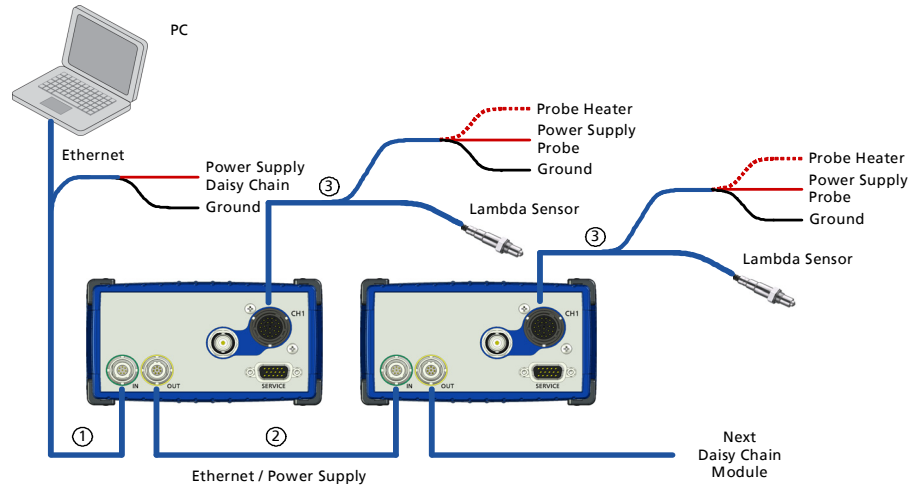 PC
Ethernet
Power Supply
Daisy Chain
Ground
3
Probe Heater
Power Supply
Probe
Ground
Lambda Sensor
3
Probe Heater
Power Supply
Probe
Ground
Lambda Sensor
CH1
IN
OUT
SERVICE
CH1
IN
OUT
SERVICE
1
2
Ethernet / Power Supply
Next
Daisy Chain
Module